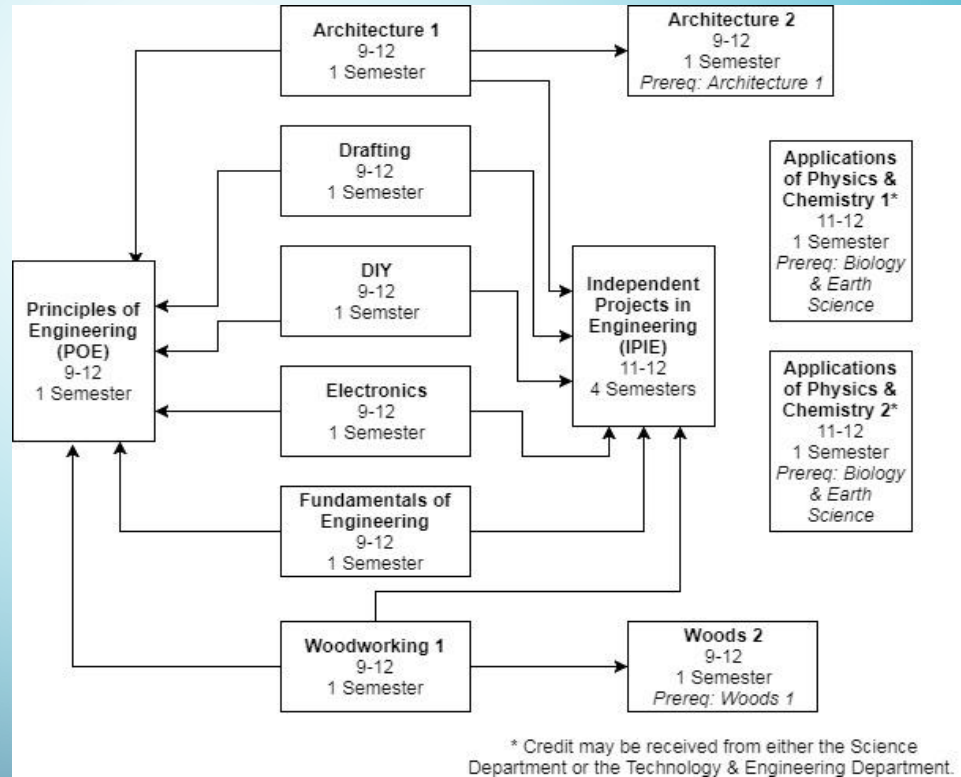 Architecture 1
9-12
1 Semester
Architecture 2
9-12
1 Semester
Prereq: Architecture 1
Drafting
9-12
1 Semester
Applications
of Physics &
Chemistry 1*
11-12
1 Semester
Prereq: Biology
& Earth
Science
DIY
9-12
1 Semster
Principles of
Engineering
(POE)
9-12
1 Semester
Independent
Projects in
Engineering
(IPIE)
11-12
4 Semesters
Electronics
9-12
1 Semester
Applications
of Physics &
Chemistry 2*
11-12
1 Semester
Prereq: Biology
& Earth
Science
Fundamentals of
Engineering
9-12
1 Semester
Woodworking 1
9-12
1 Semester
Woods 2
9-12
1 Semester
Prereq: Woods 1
* Credit may be received from either the Science
Department or the Technology & Engineering Department.